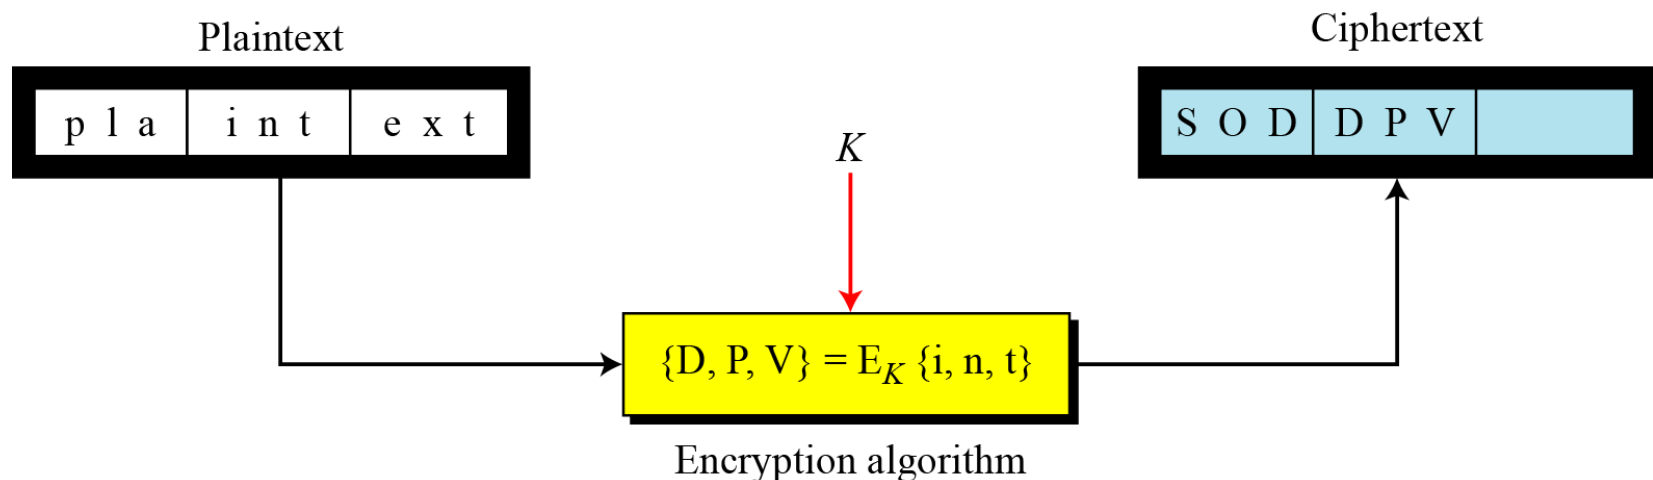 Plaintext
Ciphertext
p l a i n t e x t
S O D D P V
K
{D, P, V} = E_K {i, n, t}
Encryption algorithm